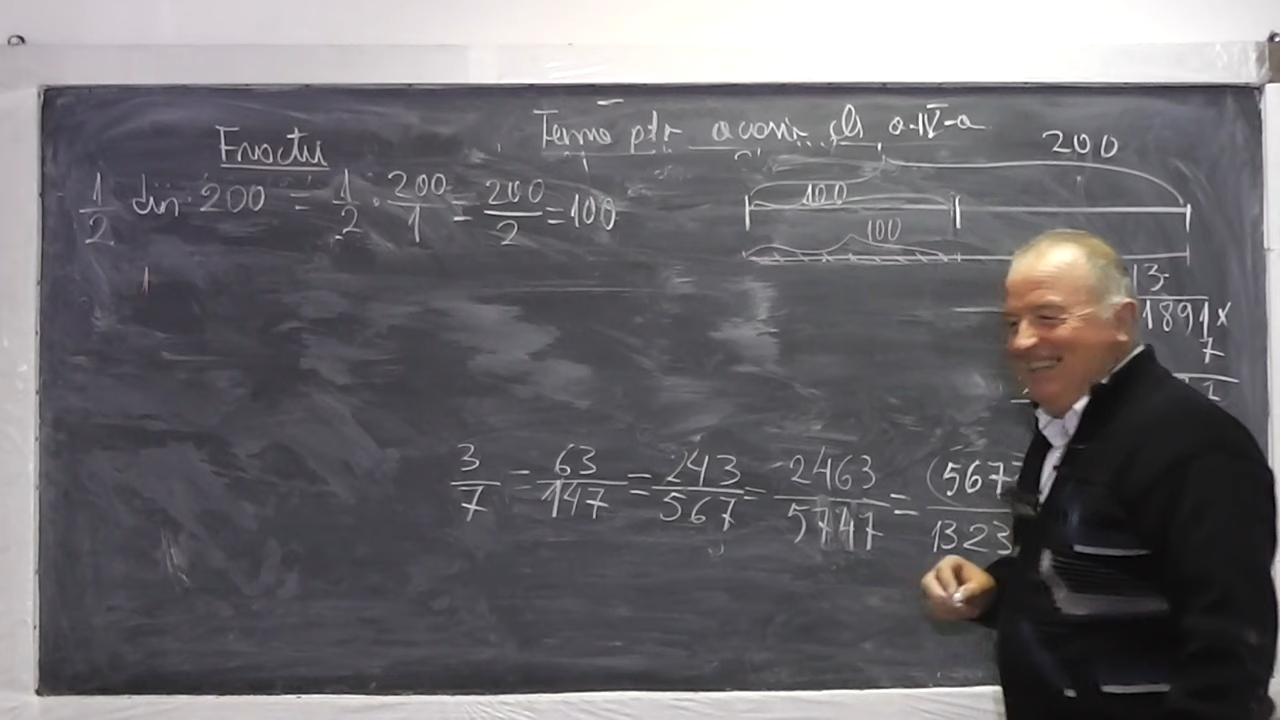 Fractii
Temă ptr acasă cls a-IV-a
1/2 din 200 = 1/2 · 200/1 = 200/2 = 100
200
100
100
13
1891 x
7
3/7 = 63/147 = 243/567 = 2463/5747 = (567
1323